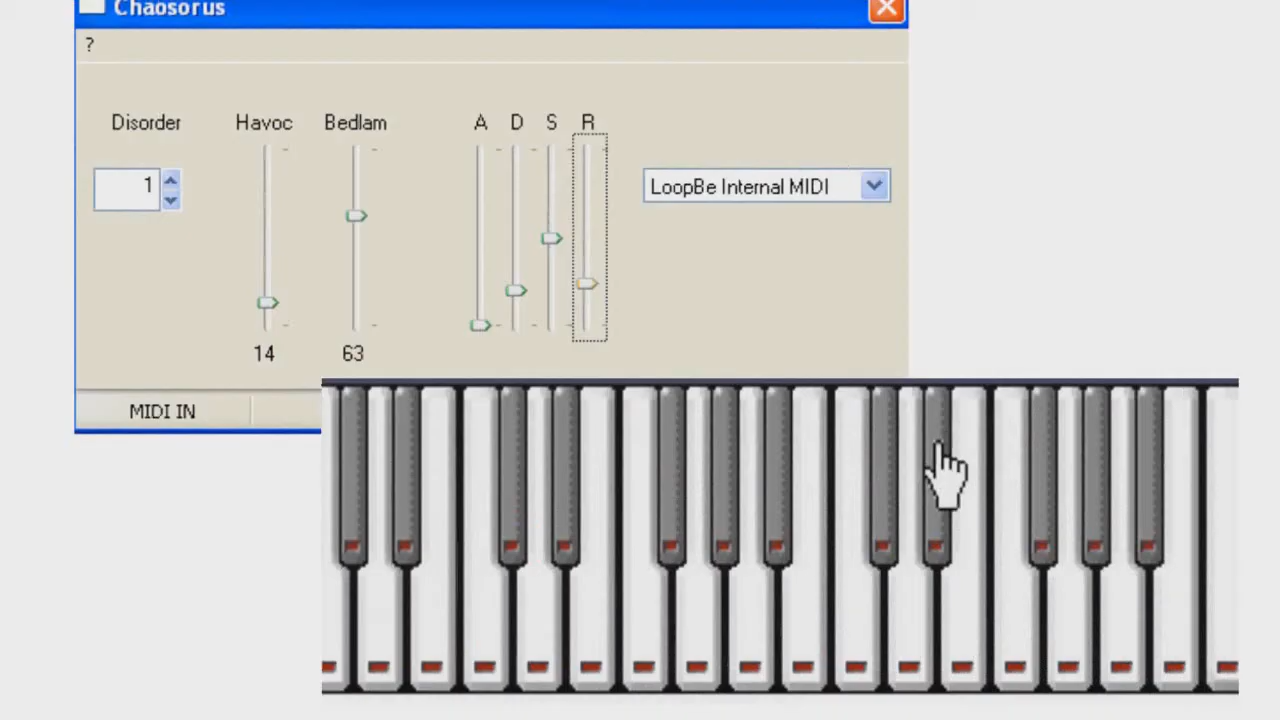 Chaosorus
?
Disorder Havoc Bedlam A D S R
1
LoopBe Internal MIDI
14 63
MIDI IN